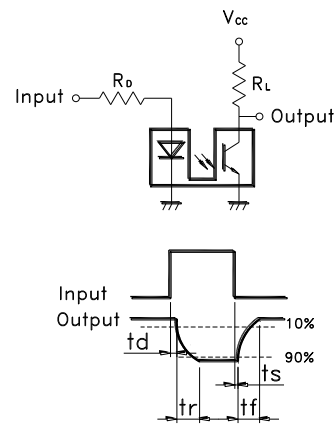 Vcc
RD
RL
Input
Output
Input
Output
10%
td
90%
ts
tr
tf